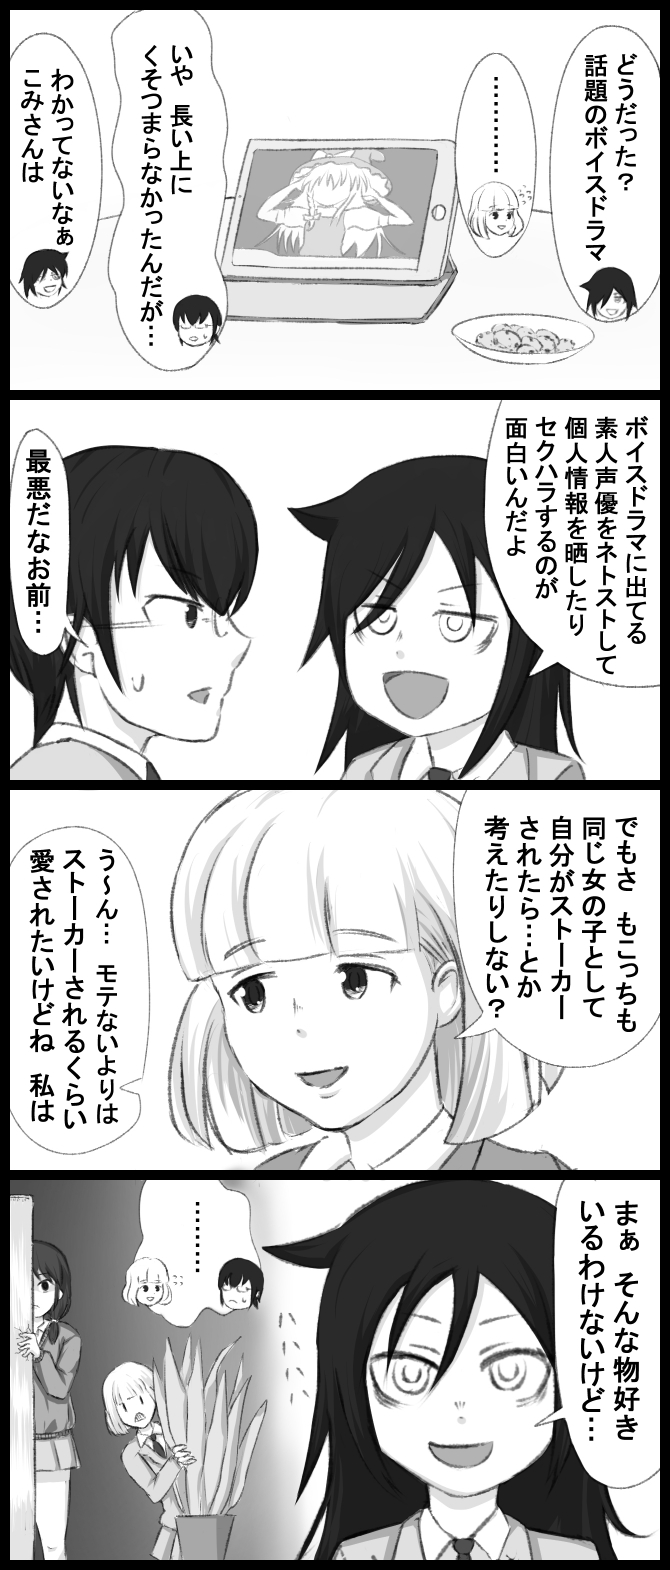 どうだった？
話題のボイスドラマ
…………
いや 長い上に
くそつまらなかったんだが…
わかってないなぁ
こみさんは
ボイスドラマに出てる
素人声優をネトストして
個人情報を晒したり
セクハラするのが
面白いんだよ
最悪だなお前…
でもさ もこっちも
同じ女の子として
自分がストーカー
されたら…とか
考えたりしない？
う～ん… モテないよりは
ストーカーされるくらい
愛されたいけどね 私は
まぁ そんな物好き
いるわけないけど…
………